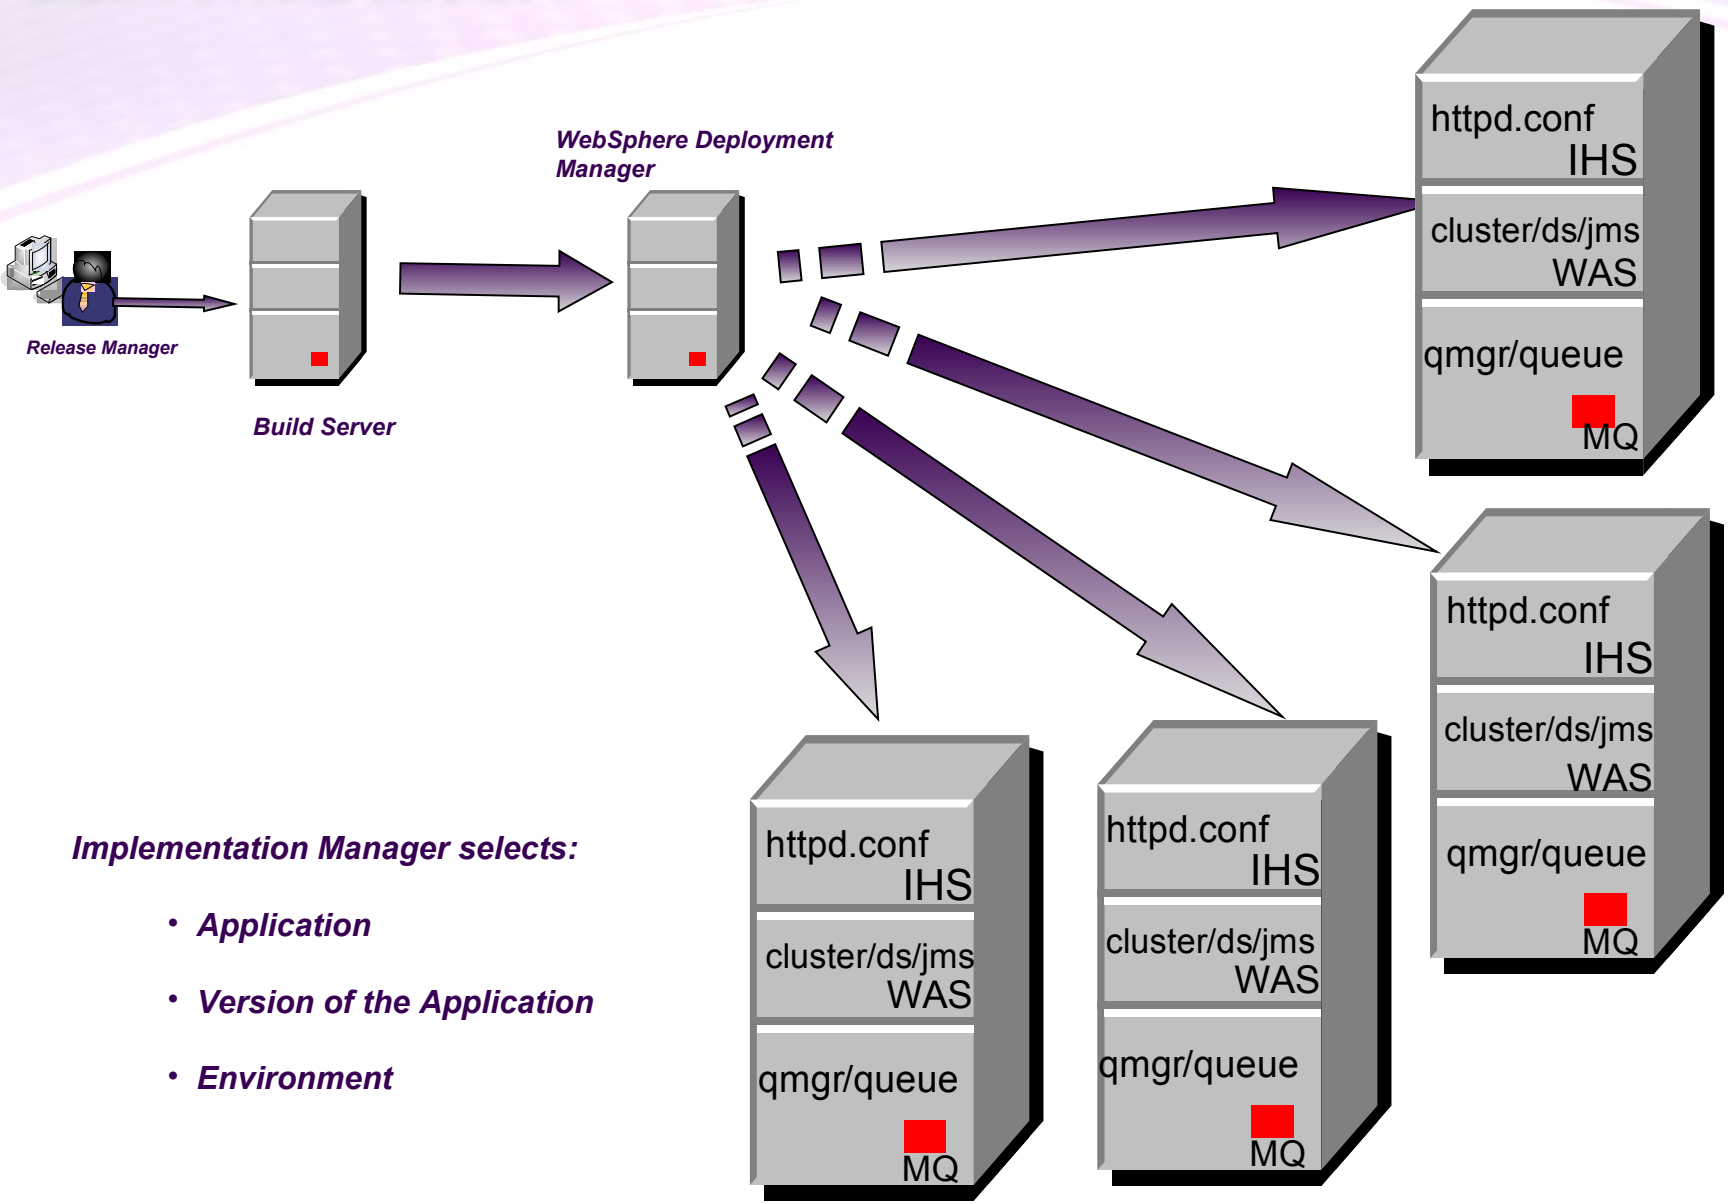 WebSphere Deployment
Manager
Release Manager
Build Server
httpd.conf
IHS
cluster/ds/jms
WAS
qmgr/queue
MQ
httpd.conf
IHS
cluster/ds/jms
WAS
qmgr/queue
MQ
httpd.conf
IHS
cluster/ds/jms
WAS
qmgr/queue
MQ
httpd.conf
IHS
cluster/ds/jms
WAS
qmgr/queue
MQ
Implementation Manager selects:
• Application
• Version of the Application
• Environment